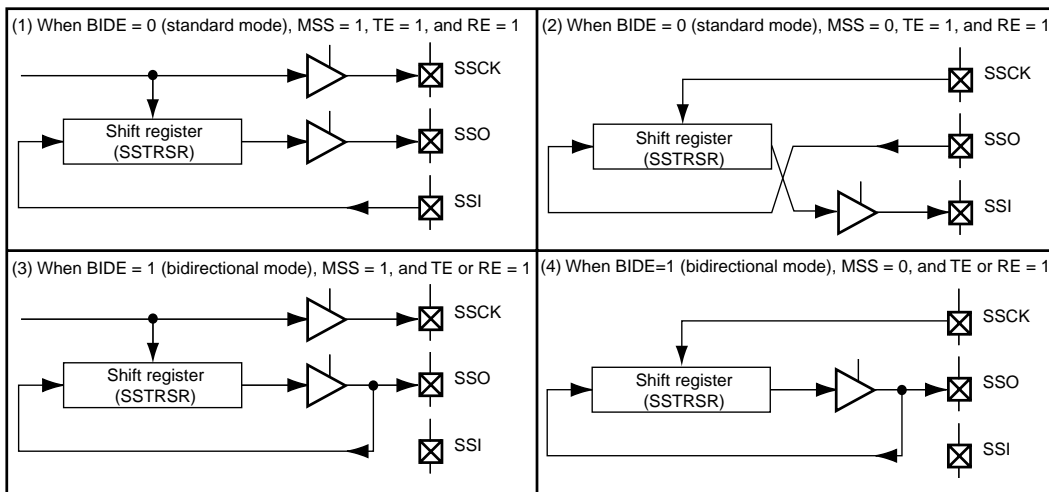 (1) When BIDE = 0 (standard mode), MSS = 1, TE = 1, and RE = 1
SSCK
Shift register
(SSTRSR)
SSO
SSI
(2) When BIDE = 0 (standard mode), MSS = 0, TE = 1, and RE = 1
SSCK
Shift register
(SSTRSR)
SSO
SSI
(3) When BIDE = 1 (bidirectional mode), MSS = 1, and TE or RE = 1
SSCK
Shift register
(SSTRSR)
SSO
SSI
(4) When BIDE=1 (bidirectional mode), MSS = 0, and TE or RE = 1
SSCK
Shift register
(SSTRSR)
SSO
SSI